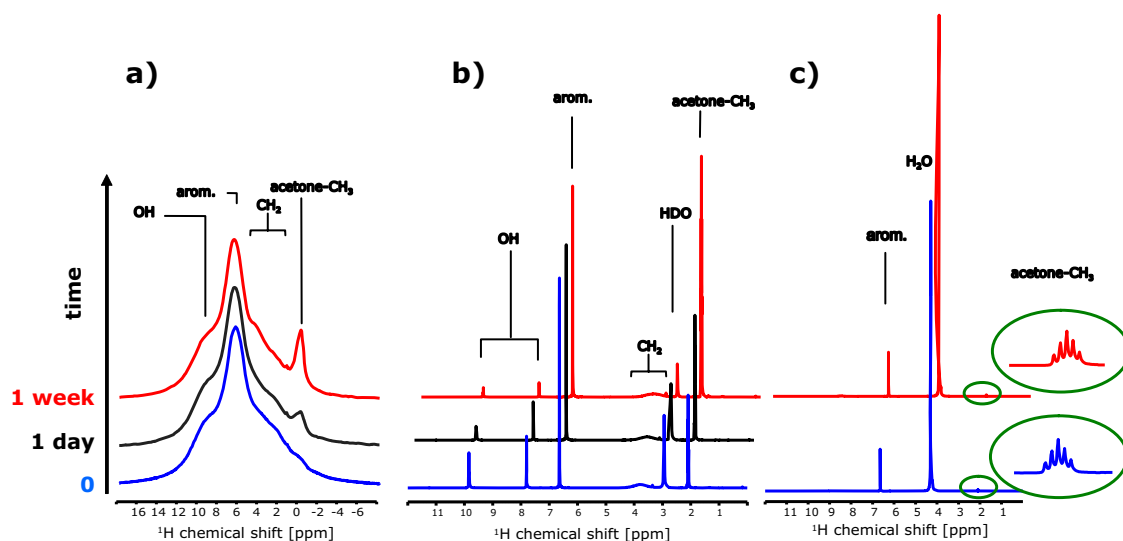 a)
b)
c)
time
1 week
1 day
0
OH
arom.
CH₂
acetone-CH₃
16 14 12 10 8 6 4 2 0 -2 -4 -6
¹H chemical shift [ppm]
OH
arom.
CH₂
HDO
acetone-CH₃
12 11 10 9 8 7 6 5 4 3 2 1
¹H chemical shift [ppm]
arom.
H₂O
acetone-CH₃
11 10 9 8 7 6 5 4 3 2 1
¹H chemical shift [ppm]